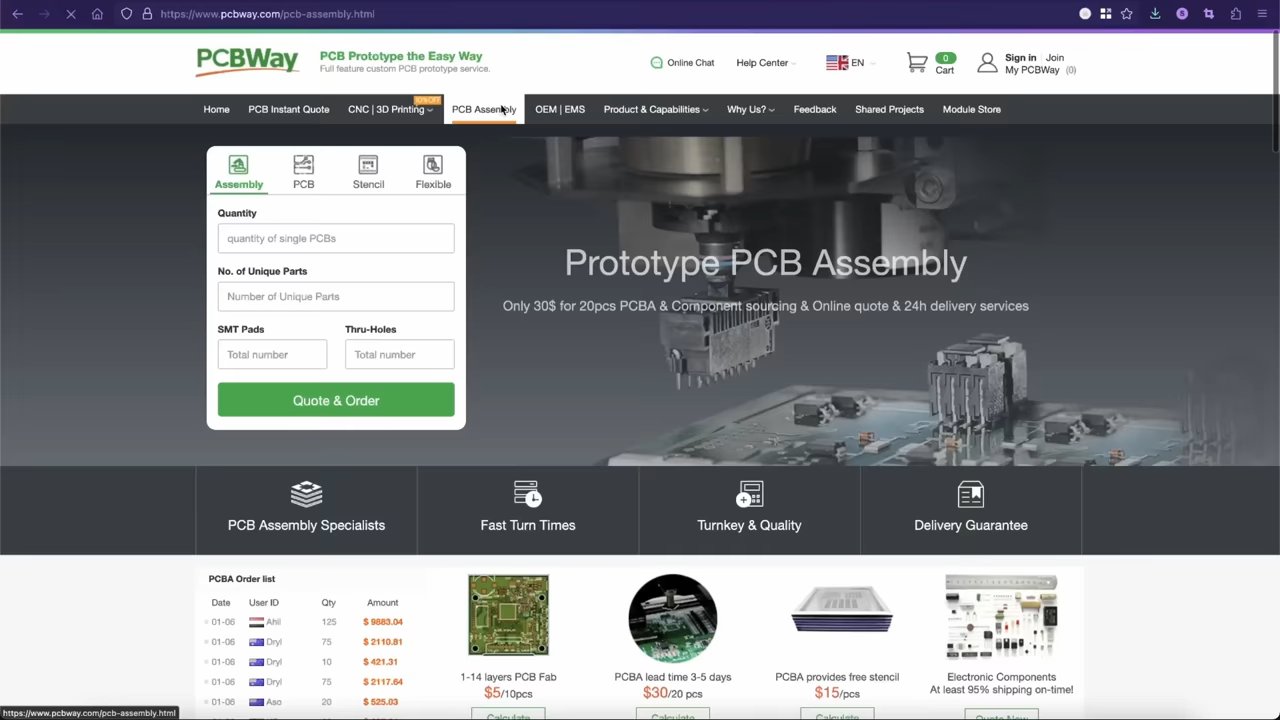 https://www.pcbway.com/pcb-assembly.html
PCBWay
PCB Prototype the Easy Way
Full feature custom PCB prototype service.
Online Chat
Help Center
EN
0
Cart
Sign in Join
My PCBWay (0)
Home
PCB Instant Quote
CNC | 3D Printing
PCB Assembly
OEM | EMS
Product & Capabilities
Why Us?
Feedback
Shared Projects
Module Store
Assembly
PCB
Stencil
Flexible
Quantity
quantity of single PCBs
No. of Unique Parts
Number of Unique Parts
SMT Pads
Thru-Holes
Total number
Total number
Quote & Order
Prototype PCB Assembly
Only 30$ for 20pcs PCBA & Component sourcing & Online quote & 24h delivery services
PCB Assembly Specialists
Fast Turn Times
Turnkey & Quality
Delivery Guarantee
PCBA Order list
Date User ID Qty Amount
01-06 Ahil 125 $ 9883.04
01-06 Dryl 75 $ 2110.81
01-06 Dryl 10 $ 421.31
01-06 Dryl 75 $ 2117.64
01-06 Aso 20 $ 525.03
1-14 layers PCB Fab
$5/10pcs
Calculate
PCBA lead time 3-5 days
$30/20 pcs
Calculate
PCBA provides free stencil
$15/pcs
Calculate
Electronic Components
At least 95% shipping on-time!
Quote Now
https://www.pcbway.com/pcb-assembly.html